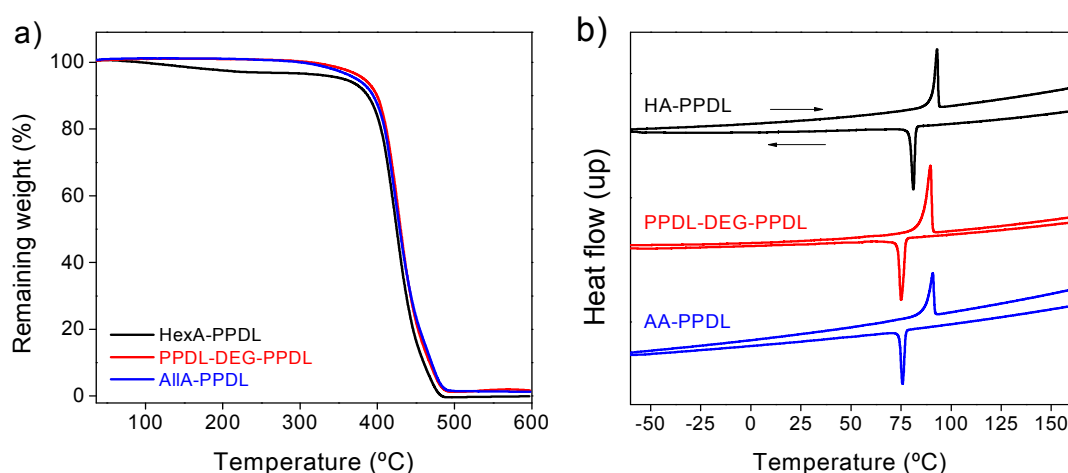 a)
100
80
60
40
20
0
Remaining weight (%)
HexA-PPDL
PPDL-DEG-PPDL
AllA-PPDL
100 200 300 400 500 600
Temperature (ºC)
b)
HA-PPDL
PPDL-DEG-PPDL
AA-PPDL
Heat flow (up)
-50 -25 0 25 50 75 100 125 150
Temperature (ºC)